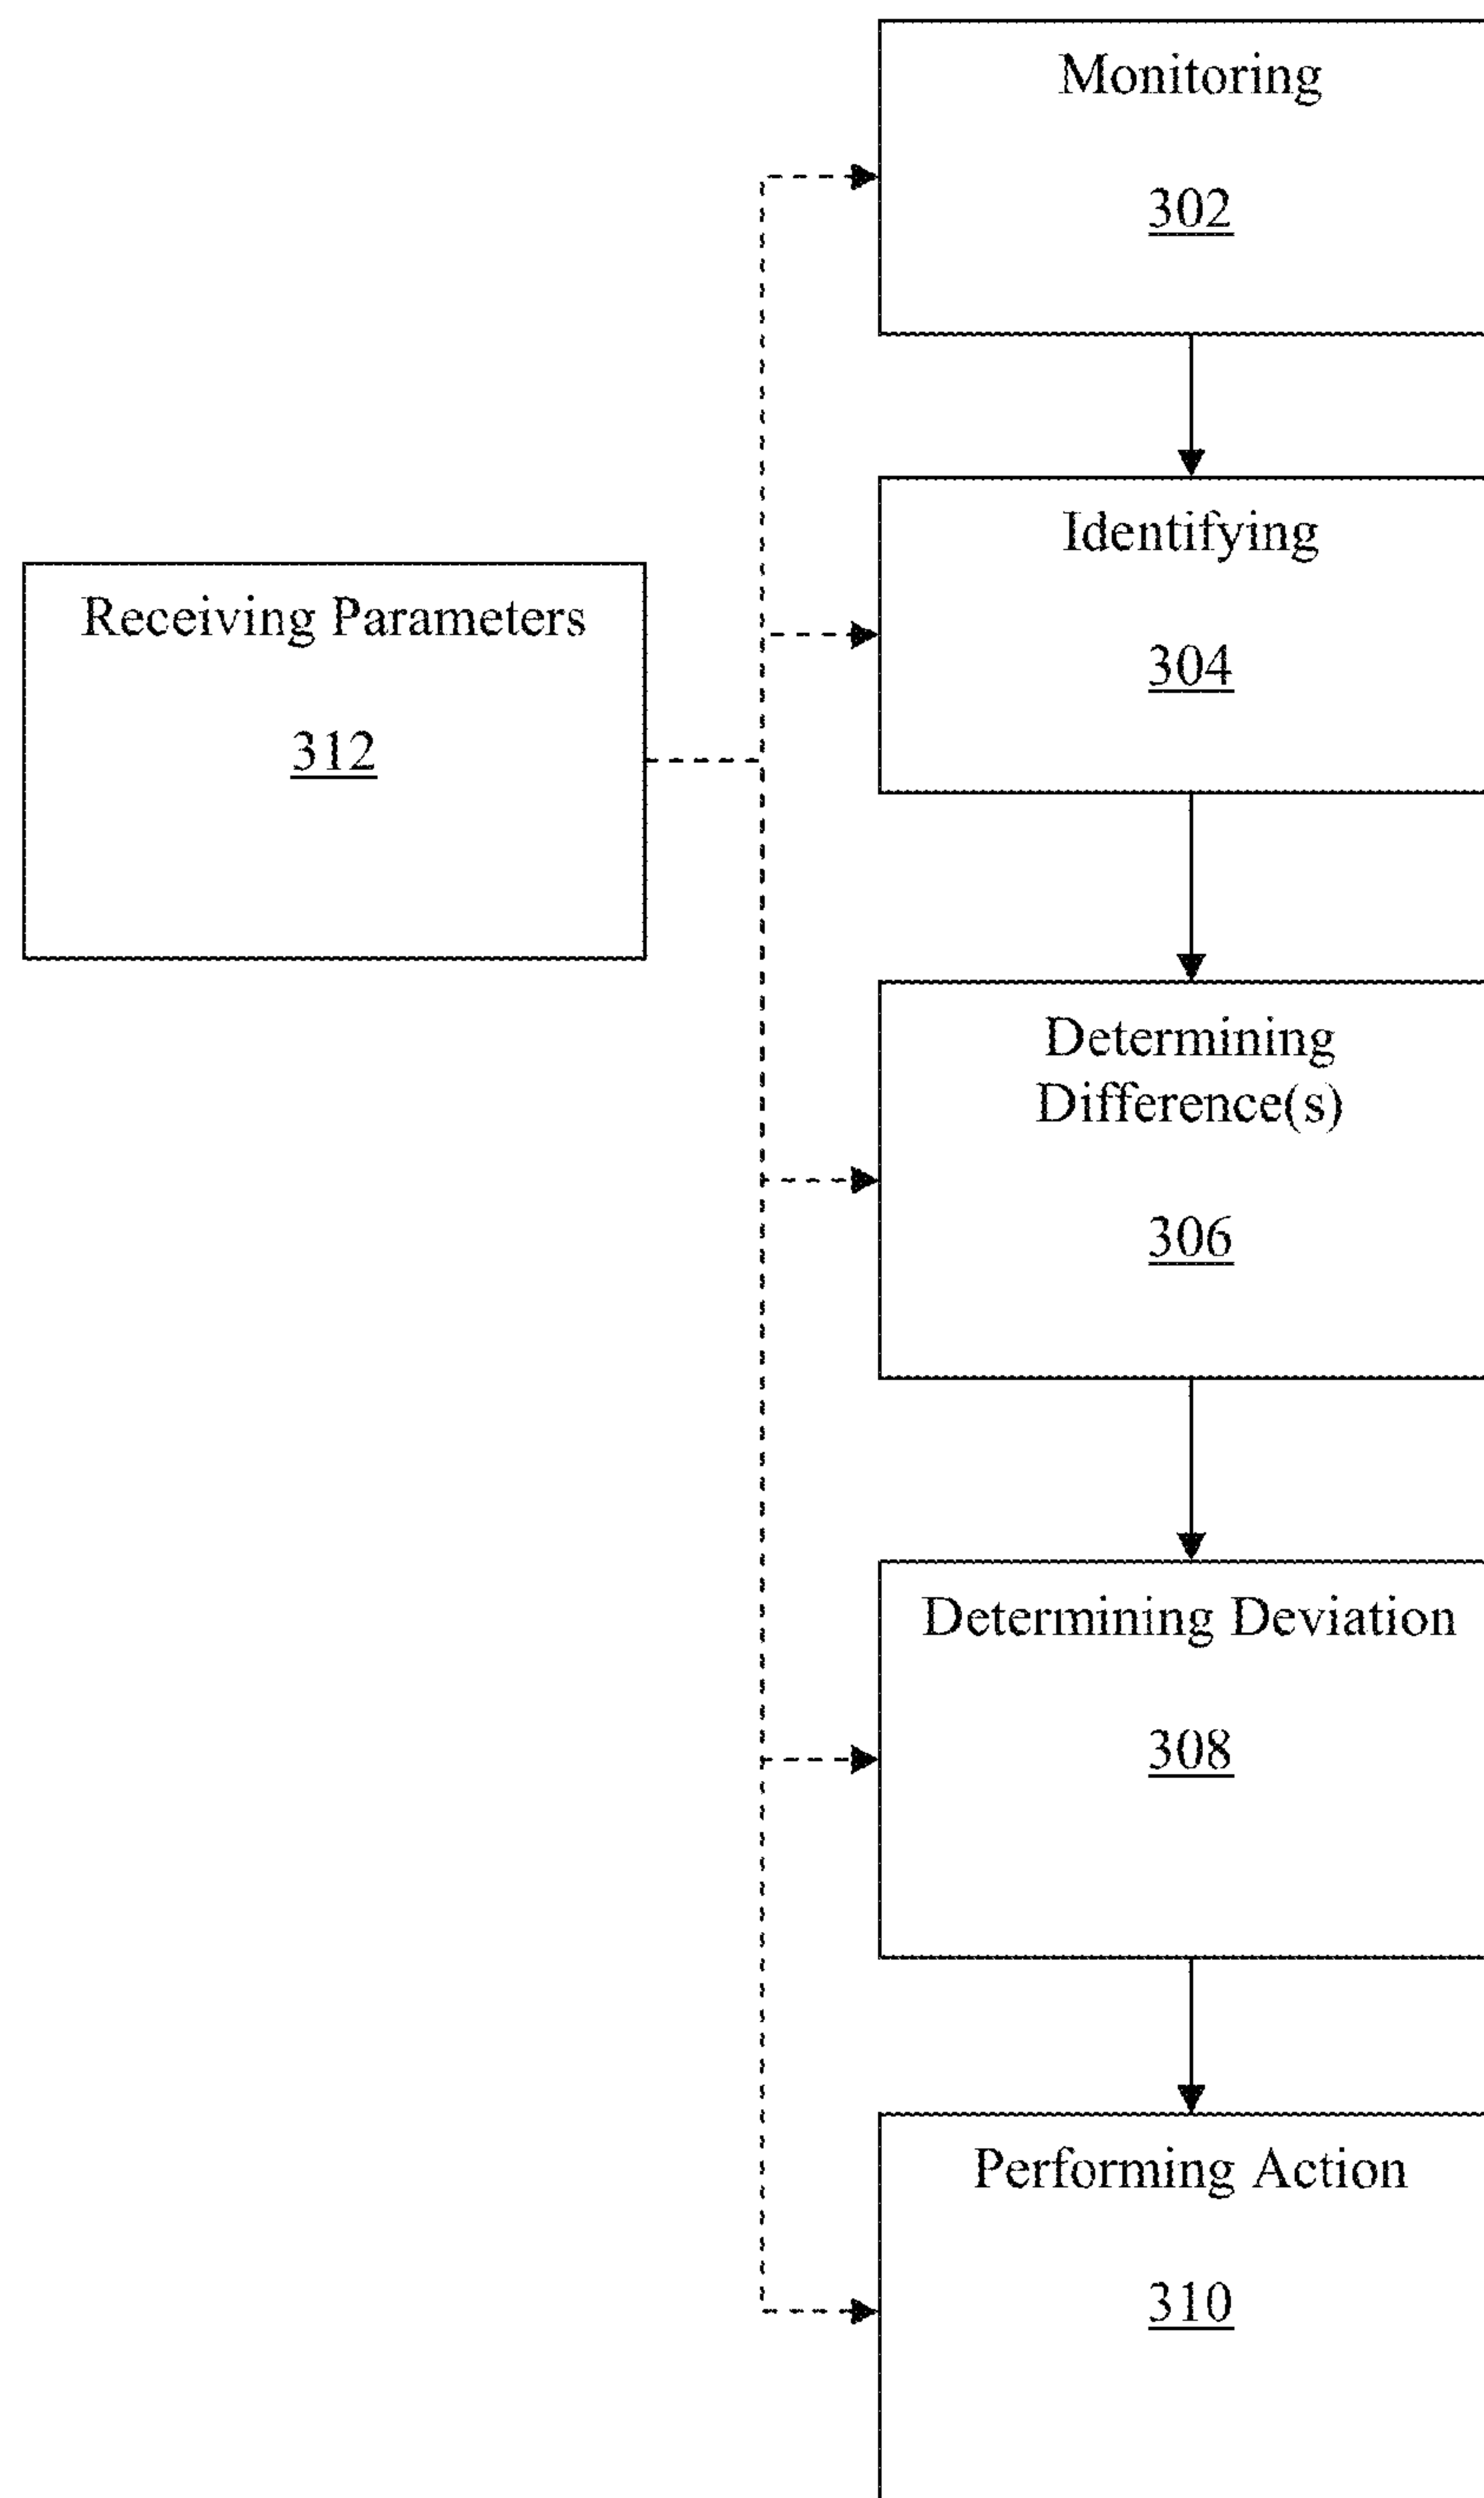 Monitoring
302
Identifying
304
Receiving Parameters
312
Determining
Difference(s)
306
Determining Deviation
308
Performing Action
310